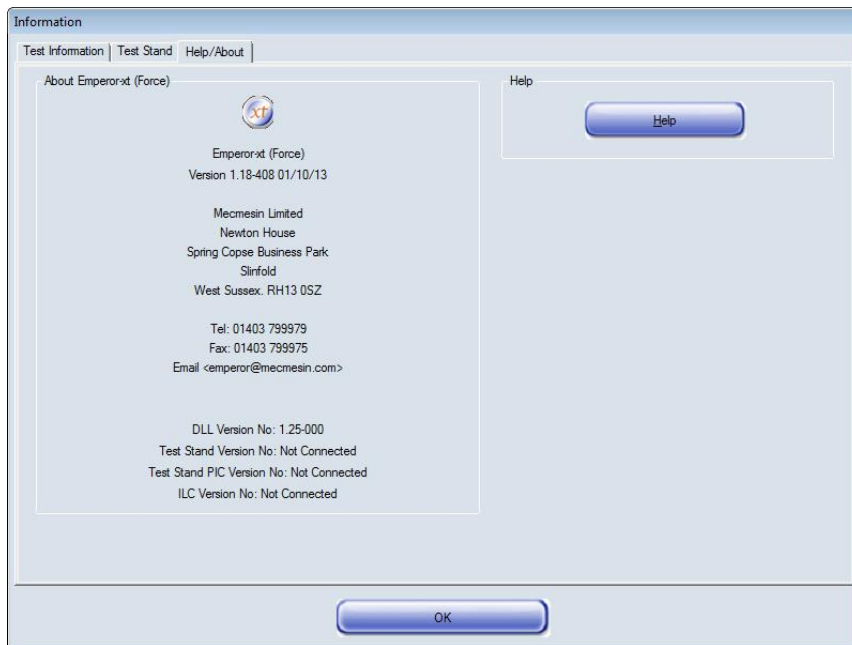 Information
Test Information
Test Stand
Help/About
About Emperor-xt (Force)
xt
Emperor-xt (Force)
Version 1.18-408 01/10/13
Mecmesin Limited
Newton House
Spring Copse Business Park
Slinfold
West Sussex. RH13 0SZ
Tel: 01403 799979
Fax: 01403 799975
Email <emperor@mecmesin.com>
DLL Version No: 1.25-000
Test Stand Version No: Not Connected
Test Stand PIC Version No: Not Connected
ILC Version No: Not Connected
Help
Help
OK